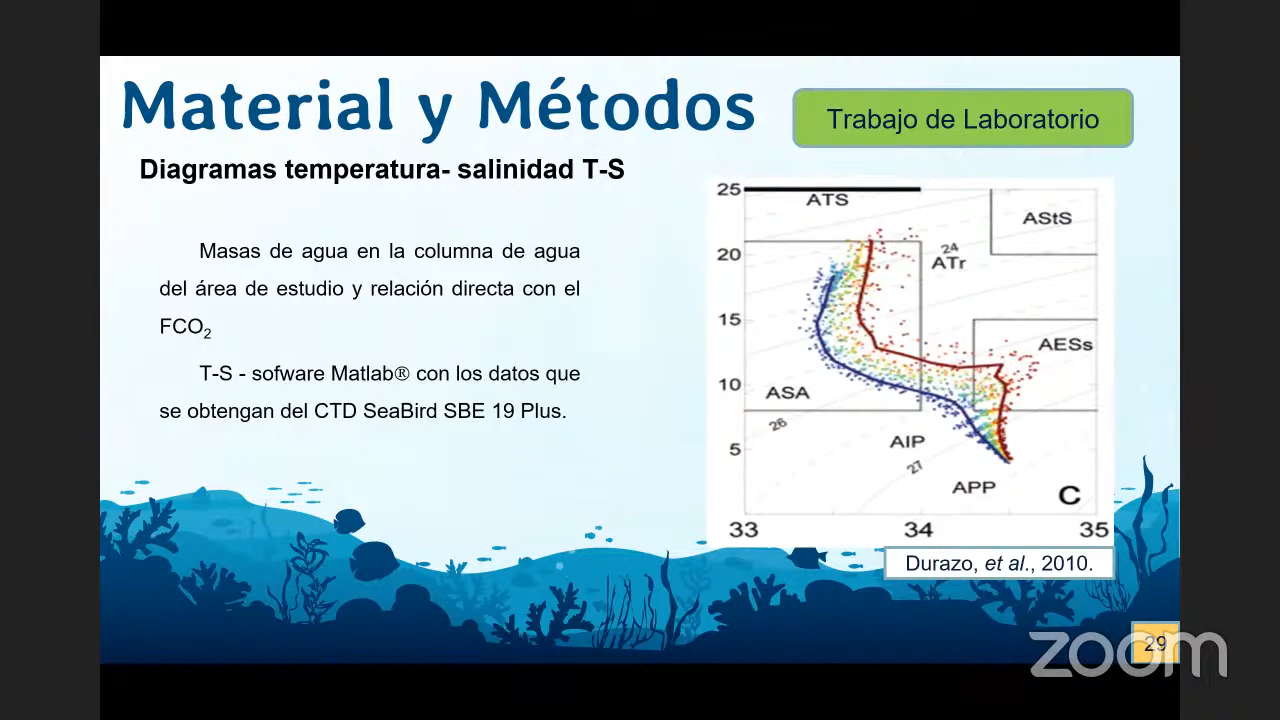 Material y Métodos
Trabajo de Laboratorio
Diagramas temperatura- salinidad T-S
Masas de agua en la columna de agua
del área de estudio y relación directa con el
FCO₂
T-S - sofware Matlab® con los datos que
se obtengan del CTD SeaBird SBE 19 Plus.
25
ATS
AStS
20
24
ATr
15
AESs
10
ASA
26
AIP
5
27
APP
C
33 34 35
Durazo, et al., 2010.
29
zoom